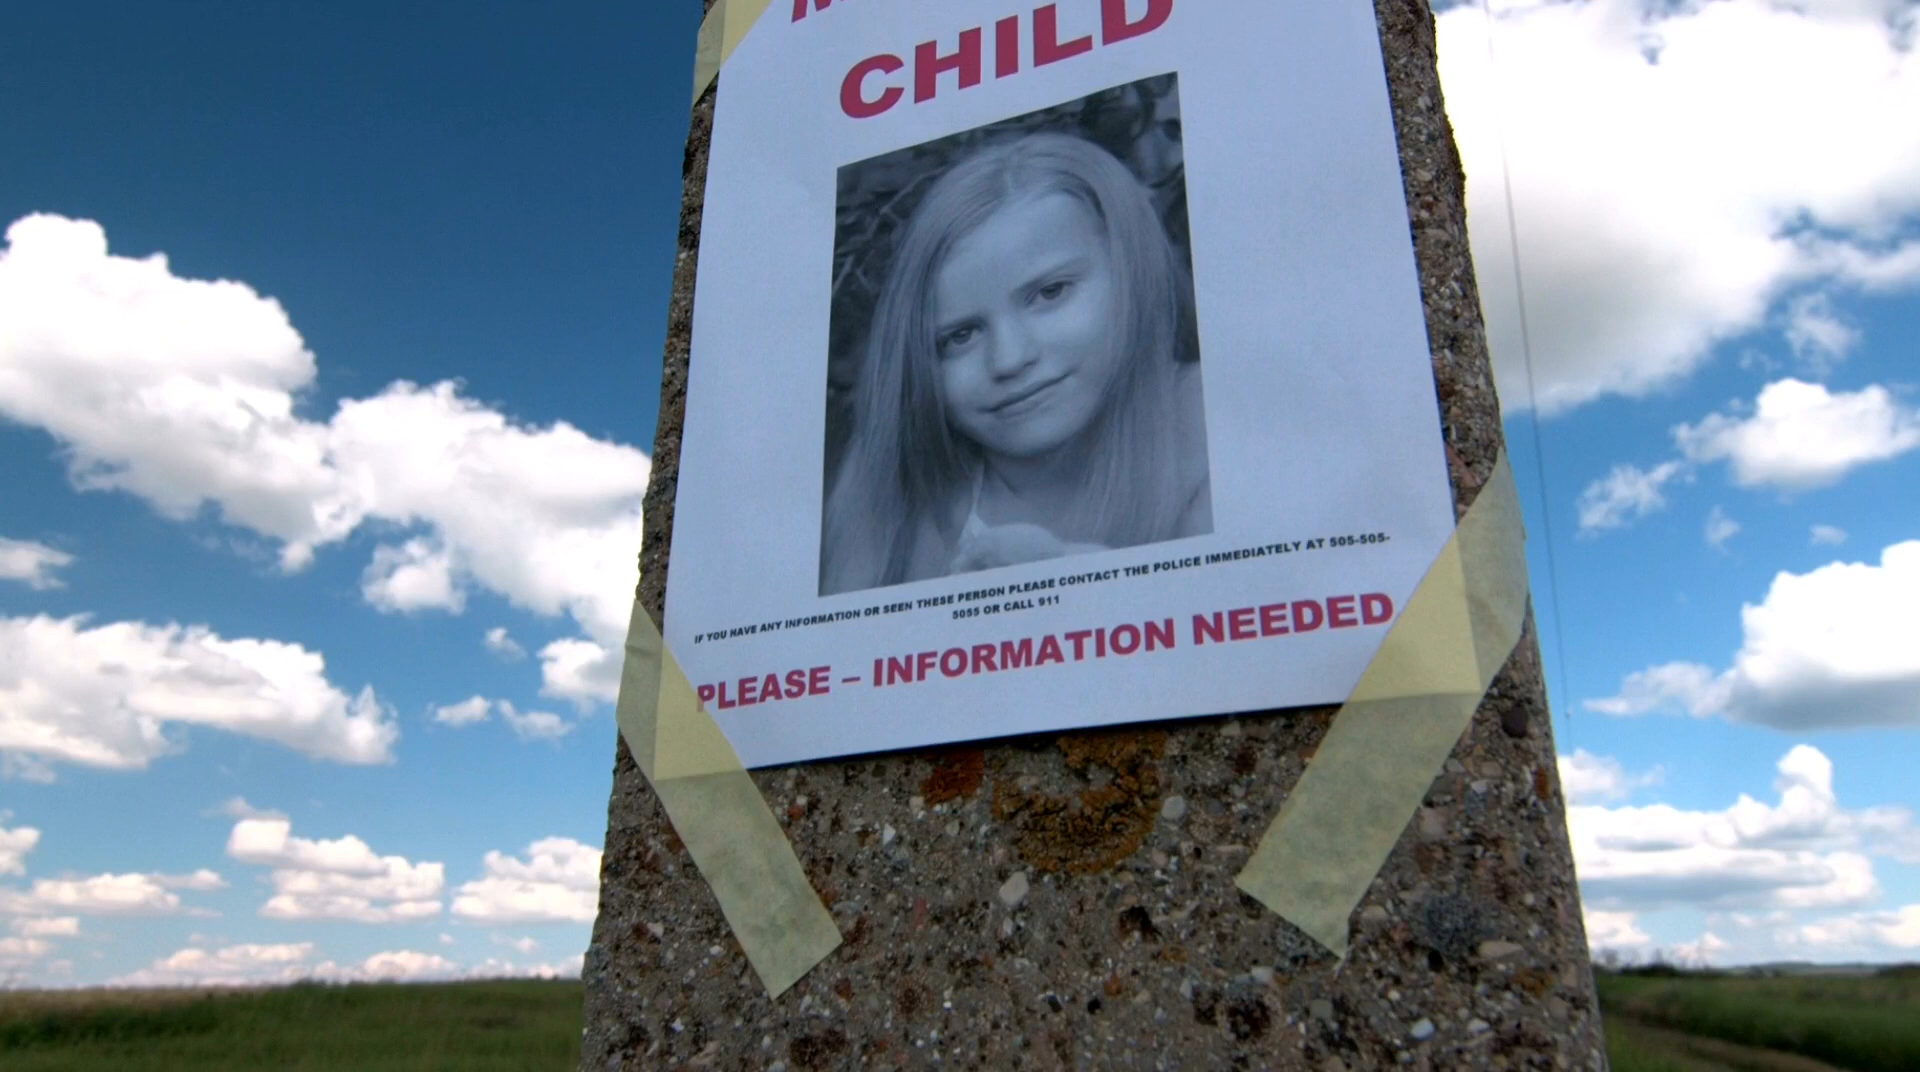 CHILD
IF YOU HAVE ANY INFORMATION OR SEEN THESE PERSON PLEASE CONTACT THE POLICE IMMEDIATELY AT 505-505-
5055 OR CALL 911
PLEASE – INFORMATION NEEDED